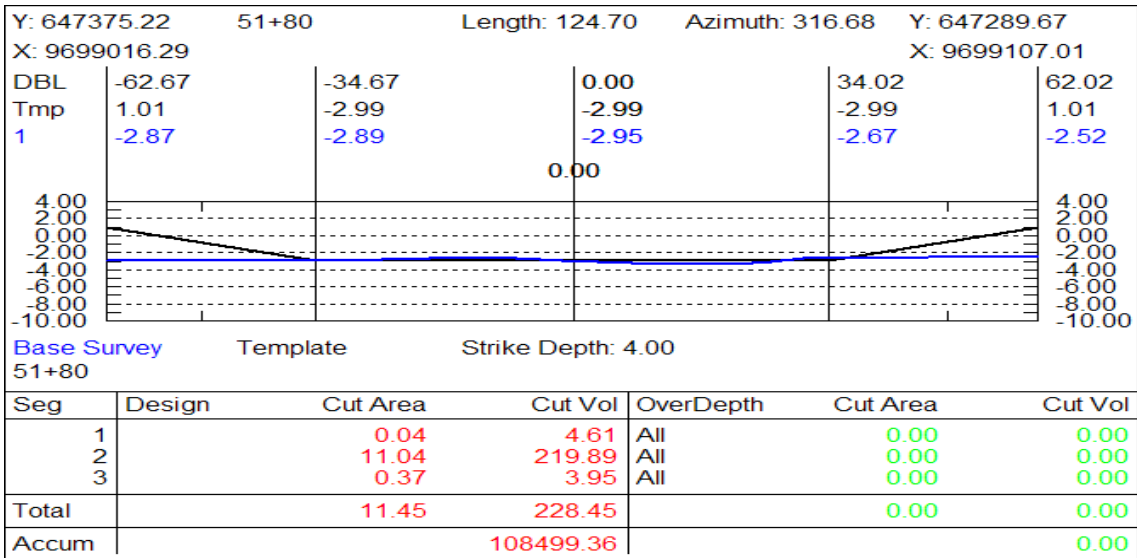 Y: 647375.22 51+80 Length: 124.70 Azimuth: 316.68 Y: 647289.67
X: 9699016.29 X: 9699107.01
DBL -62.67 -34.67 0.00 34.02 62.02
Tmp 1.01 -2.99 -2.99 -2.99 1.01
1 -2.87 -2.89 -2.95 -2.67 -2.52
0.00
4.00 4.00
2.00 2.00
0.00 0.00
-2.00 -2.00
-4.00 -4.00
-6.00 -6.00
-8.00 -8.00
-10.00 -10.00
Base Survey Template Strike Depth: 4.00
51+80
Seg Design Cut Area Cut Vol OverDepth Cut Area Cut Vol
1 0.04 4.61 All 0.00 0.00
2 11.04 219.89 All 0.00 0.00
3 0.37 3.95 All 0.00 0.00
Total 11.45 228.45 0.00 0.00
Accum 108499.36 0.00